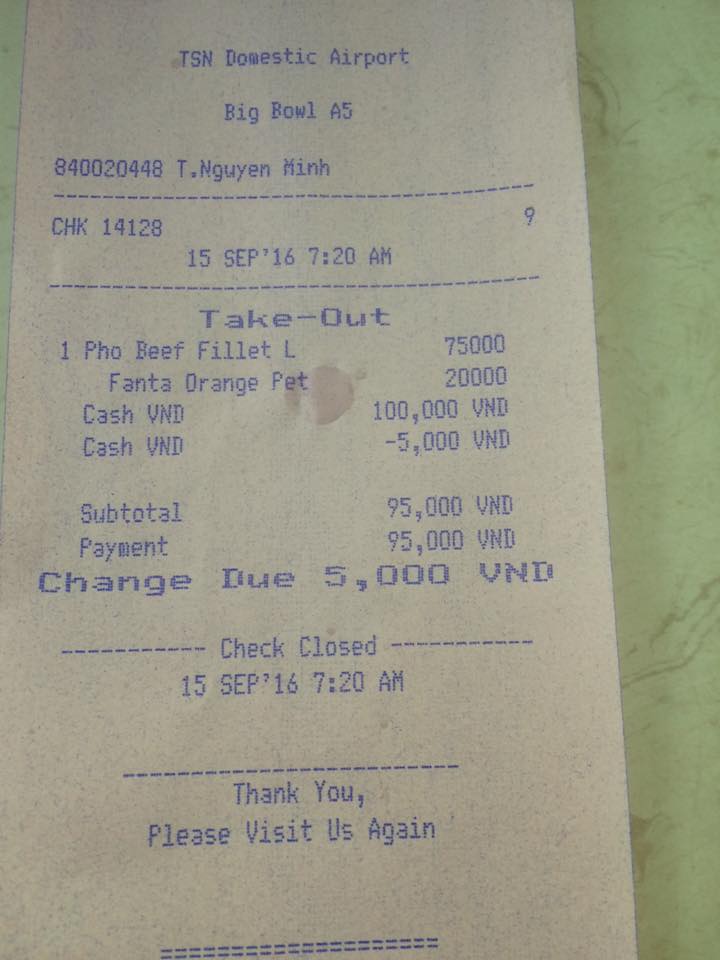 TSN Domestic Airport
Big Bowl A5
840020448 T.Nguyen Minh
CHK 14128 9
15 SEP'16 7:20 AM
Take-Out
1 Pho Beef Fillet L 75000
Fanta Orange Pet 20000
Cash VND 100,000 VND
Cash VND -5,000 VND
Subtotal 95,000 VND
Payment 95,000 VND
Change Due 5,000 VND
----------- Check Closed -----------
15 SEP'16 7:20 AM
Thank You,
Please Visit Us Again